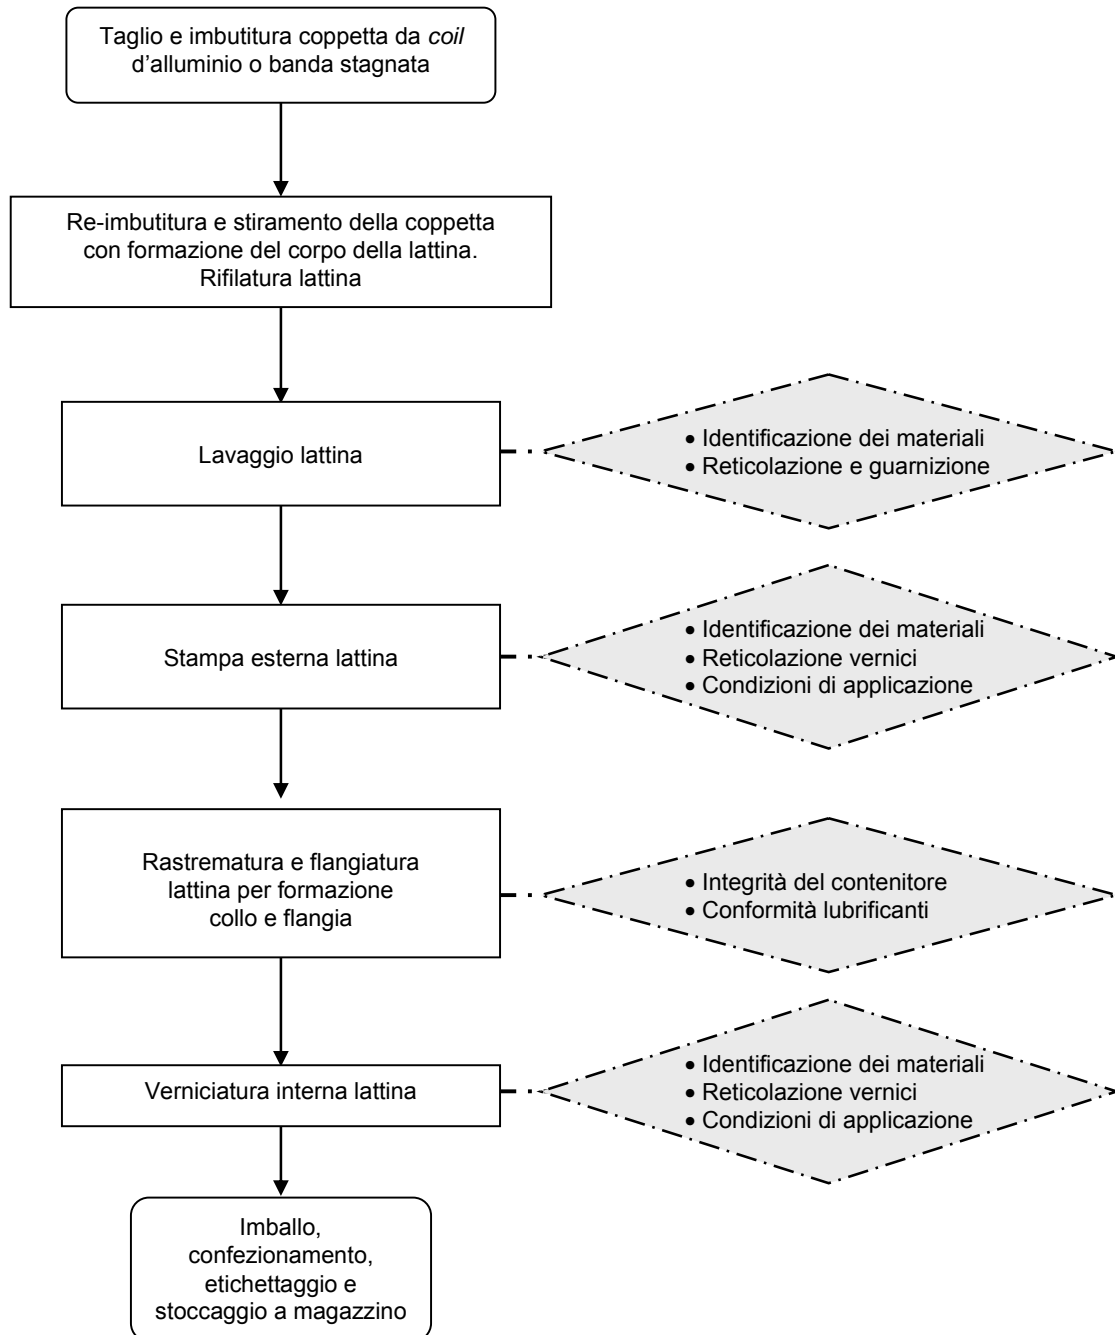 Taglio e imbutitura coppetta da coil
d'alluminio o banda stagnata
Re-imbutitura e stiramento della coppetta
con formazione del corpo della lattina.
Rifilatura lattina
Lavaggio lattina
• Identificazione dei materiali
• Reticolazione e guarnizione
Stampa esterna lattina
• Identificazione dei materiali
• Reticolazione vernici
• Condizioni di applicazione
Rastrematura e flangiatura
lattina per formazione
collo e flangia
• Integrità del contenitore
• Conformità lubrificanti
Verniciatura interna lattina
• Identificazione dei materiali
• Reticolazione vernici
• Condizioni di applicazione
Imballo,
confezionamento,
etichettaggio e
stoccaggio a magazzino